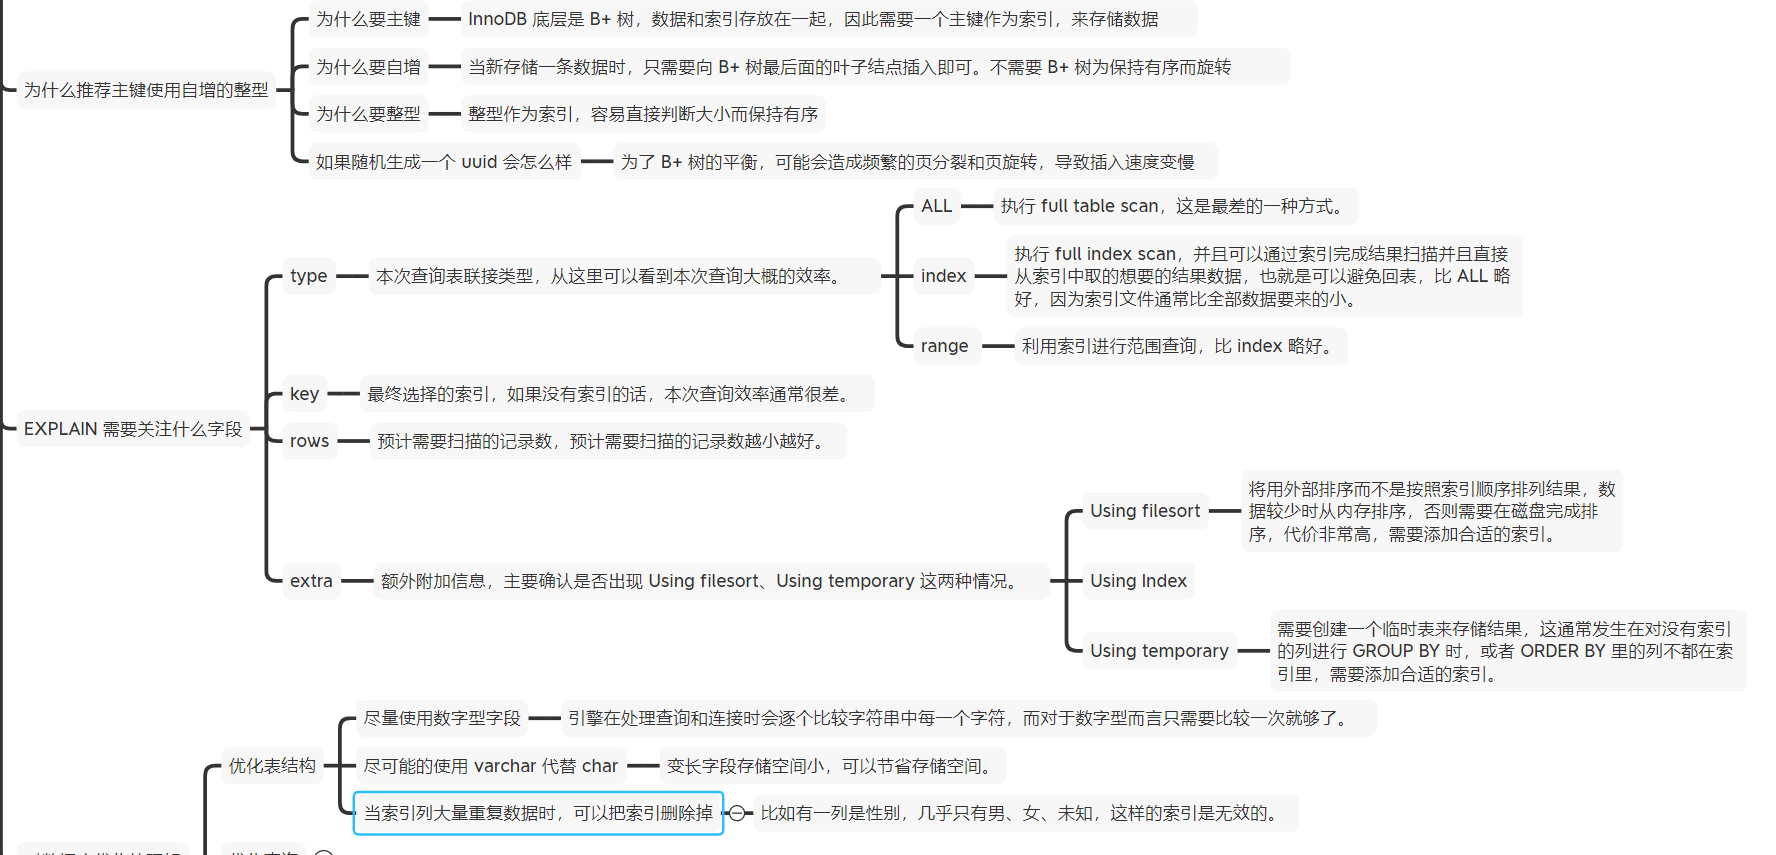 为什么推荐主键使用自增的整型
为什么要主键
InnoDB 底层是 B+ 树，数据和索引存放在一起，因此需要一个主键作为索引，来存储数据
为什么要自增
当新存储一条数据时，只需要向 B+ 树最后面的叶子结点插入即可。不需要 B+ 树为保持有序而旋转
为什么要整型
整型作为索引，容易直接判断大小而保持有序
如果随机生成一个 uuid 会怎么样
为了 B+ 树的平衡，可能会造成频繁的页分裂和页旋转，导致插入速度变慢
EXPLAIN 需要关注什么字段
type
本次查询表联接类型，从这里可以看到本次查询大概的效率。
ALL
执行 full table scan，这是最差的一种方式。
index
执行 full index scan，并且可以通过索引完成结果扫描并且直接
从索引中取的想要的结果数据，也就是可以避免回表，比 ALL 略
好，因为索引文件通常比全部数据要来的小。
range
利用索引进行范围查询，比 index 略好。
key
最终选择的索引，如果没有索引的话，本次查询效率通常很差。
rows
预计需要扫描的记录数，预计需要扫描的记录数越小越好。
extra
额外附加信息，主要确认是否出现 Using filesort、Using temporary 这两种情况。
Using filesort
将用外部排序而不是按照索引顺序排列结果，数
据较少时从内存排序，否则需要在磁盘完成排
序，代价非常高，需要添加合适的索引。
Using Index
Using temporary
需要创建一个临时表来存储结果，这通常发生在对没有索引
的列进行 GROUP BY 时，或者 ORDER BY 里的列不都在索
引里，需要添加合适的索引。
优化表结构
尽量使用数字型字段
引擎在处理查询和连接时会逐个比较字符串中每一个字符，而对于数字型而言只需要比较一次就够了。
尽可能的使用 varchar 代替 char
变长字段存储空间小，可以节省存储空间。
当索引列大量重复数据时，可以把索引删除掉
比如有一列是性别，几乎只有男、女、未知，这样的索引是无效的。